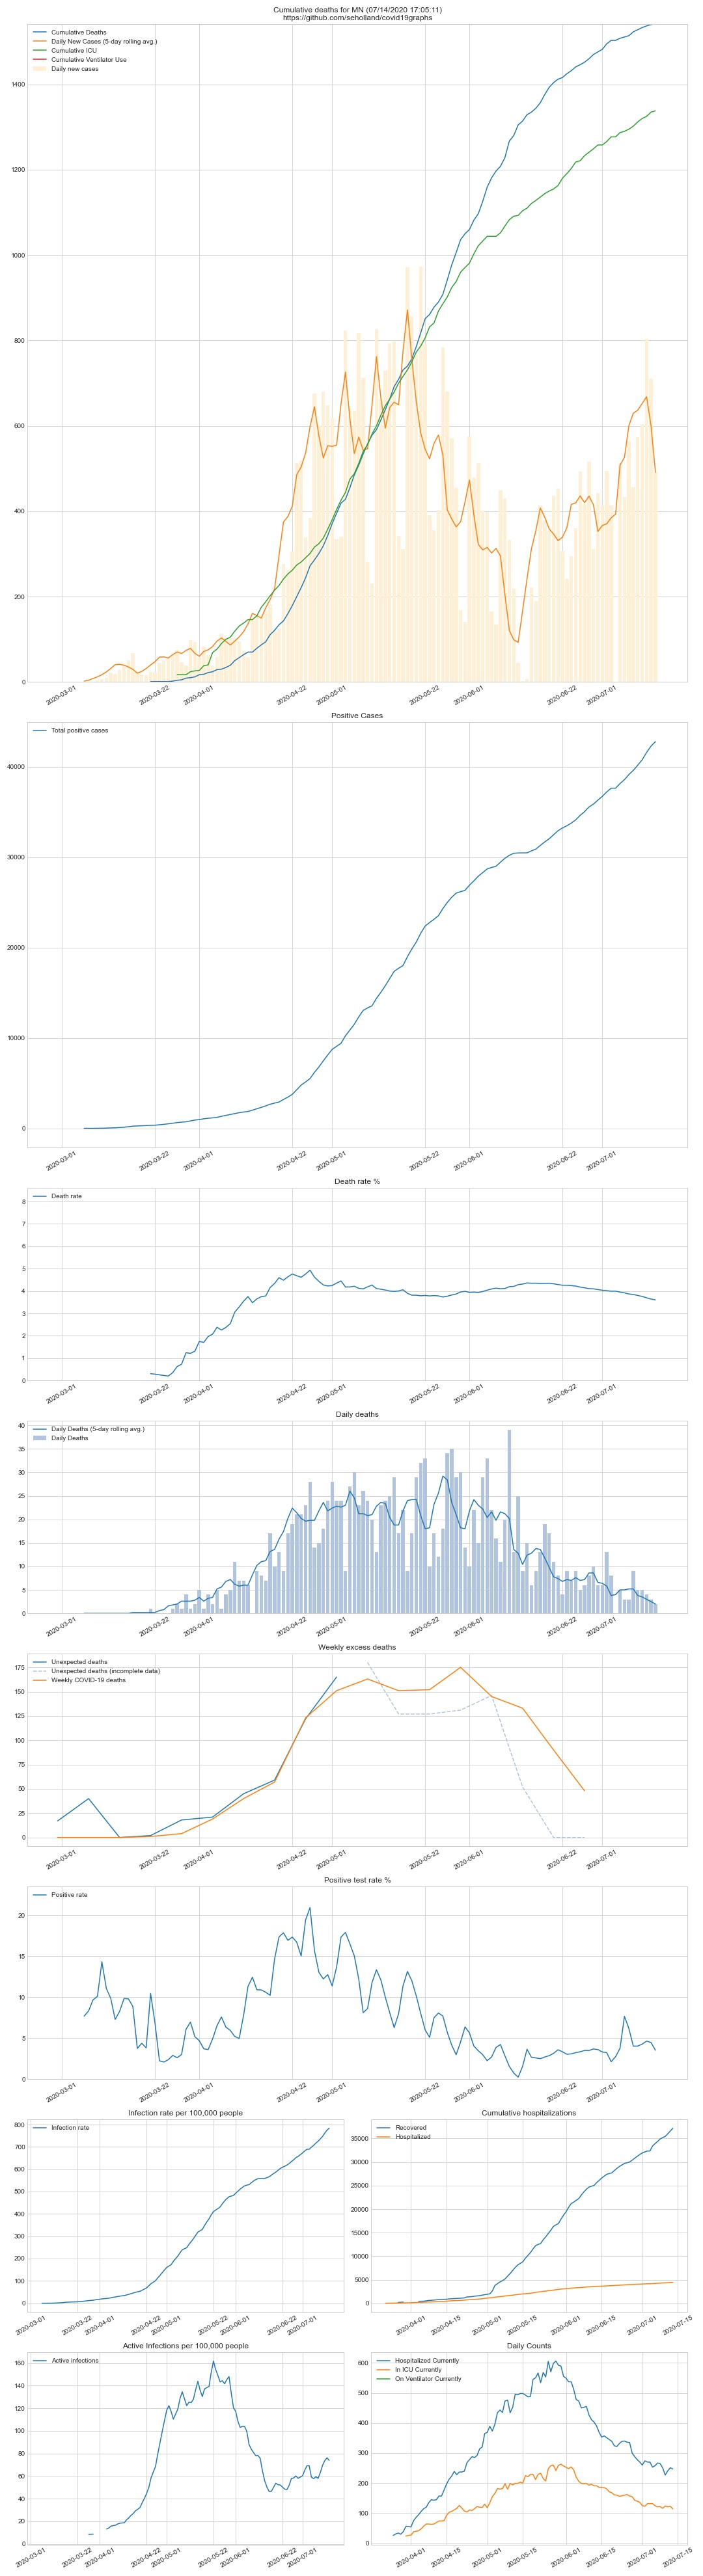 Cumulative deaths for MN (07/14/2020 17:05:11)
https://github.com/seholland/covid19graphs
Cumulative Deaths
Daily New Cases (5-day rolling avg.)
Cumulative ICU
Cumulative Ventilator Use
Daily new cases
1400
1200
1000
800
600
400
200
0
2020-03-01 2020-03-22 2020-04-01 2020-04-22 2020-05-01 2020-05-22 2020-06-01 2020-06-22 2020-07-01
Positive Cases
Total positive cases
40000
30000
20000
10000
0
2020-03-01 2020-03-22 2020-04-01 2020-04-22 2020-05-01 2020-05-22 2020-06-01 2020-06-22 2020-07-01
Death rate %
Death rate
8
7
6
5
4
3
2
1
0
2020-03-01 2020-03-22 2020-04-01 2020-04-22 2020-05-01 2020-05-22 2020-06-01 2020-06-22 2020-07-01
Daily deaths
Daily Deaths (5-day rolling avg.)
Daily Deaths
40
35
30
25
20
15
10
5
0
2020-03-01 2020-03-22 2020-04-01 2020-04-22 2020-05-01 2020-05-22 2020-06-01 2020-06-22 2020-07-01
Weekly excess deaths
Unexpected deaths
Unexpected deaths (incomplete data)
Weekly COVID-19 deaths
175
150
125
100
75
50
25
0
2020-03-01 2020-03-22 2020-04-01 2020-04-22 2020-05-01 2020-05-22 2020-06-01 2020-06-22 2020-07-01
Positive test rate %
Positive rate
20
15
10
5
0
2020-03-01 2020-03-22 2020-04-01 2020-04-22 2020-05-01 2020-05-22 2020-06-01 2020-06-22 2020-07-01
Infection rate per 100,000 people
Infection rate
800
700
600
500
400
300
200
100
0
2020-03-01 2020-03-22 2020-04-01 2020-04-22 2020-05-01 2020-05-22 2020-06-01 2020-06-22 2020-07-01
Cumulative hospitalizations
Recovered
Hospitalized
35000
30000
25000
20000
15000
10000
5000
0
2020-04-01 2020-04-15 2020-05-01 2020-05-15 2020-06-01 2020-06-15 2020-07-01 2020-07-15
Active Infections per 100,000 people
Active infections
160
140
120
100
80
60
40
20
0
2020-03-01 2020-03-22 2020-04-01 2020-04-22 2020-05-01 2020-05-22 2020-06-01 2020-06-22 2020-07-01
Daily Counts
Hospitalized Currently
In ICU Currently
On Ventilator Currently
600
500
400
300
200
100
0
2020-04-01 2020-04-15 2020-05-01 2020-05-15 2020-06-01 2020-06-15 2020-07-01 2020-07-15